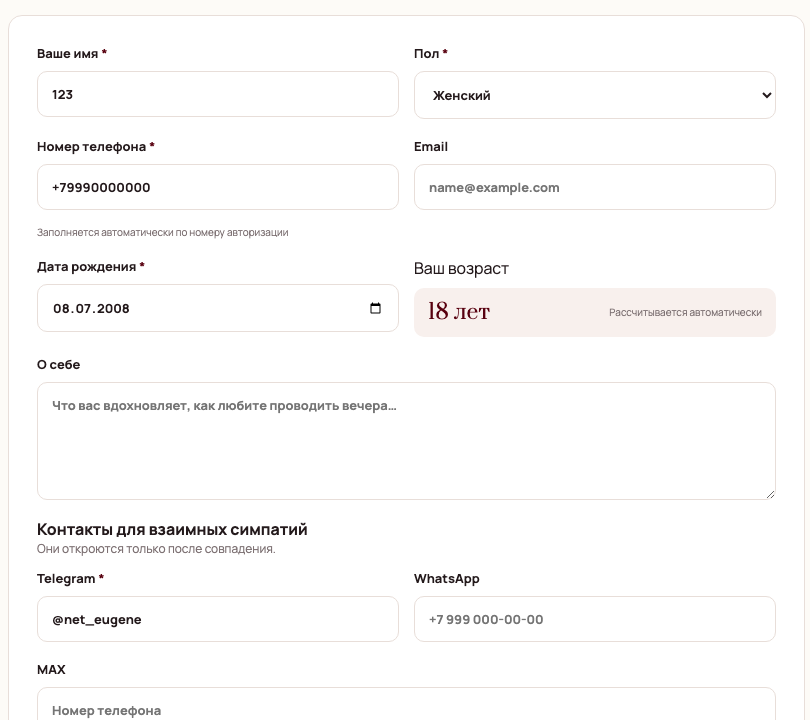 Ваше имя *
Пол *
123
Женский
Номер телефона *
Email
+79990000000
name@example.com
Заполняется автоматически по номеру авторизации
Дата рождения *
Ваш возраст
08.07.2008
18 лет
Рассчитывается автоматически
О себе
Что вас вдохновляет, как любите проводить вечера…
Контакты для взаимных симпатий
Они откроются только после совпадения.
Telegram *
WhatsApp
@net_eugene
+7 999 000-00-00
MAX
Номер телефона